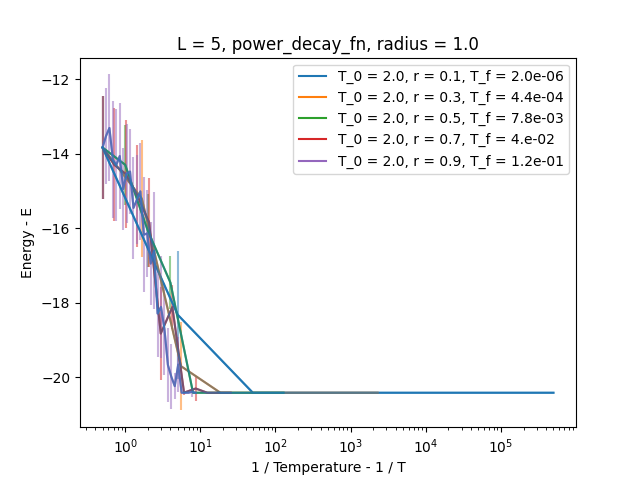 L = 5, power_decay_fn, radius = 1.0
T_0 = 2.0, r = 0.1, T_f = 2.0e-06
T_0 = 2.0, r = 0.3, T_f = 4.4e-04
T_0 = 2.0, r = 0.5, T_f = 7.8e-03
T_0 = 2.0, r = 0.7, T_f = 4.e-02
T_0 = 2.0, r = 0.9, T_f = 1.2e-01
Energy - E
−12
−14
−16
−18
−20
10⁰ 10¹ 10² 10³ 10⁴ 10⁵
1 / Temperature - 1 / T